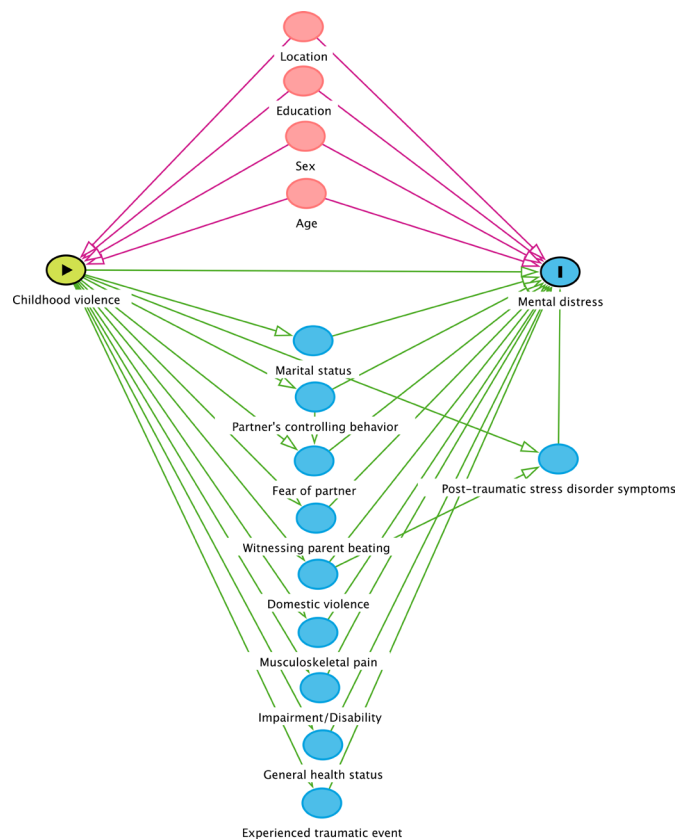 Location
Education
Sex
Age
Childhood violence
Mental distress
Marital status
Partner's controlling behavior
Fear of partner
Post-traumatic stress disorder symptoms
Witnessing parent beating
Domestic violence
Musculoskeletal pain
Impairment/Disability
General health status
Experienced traumatic event